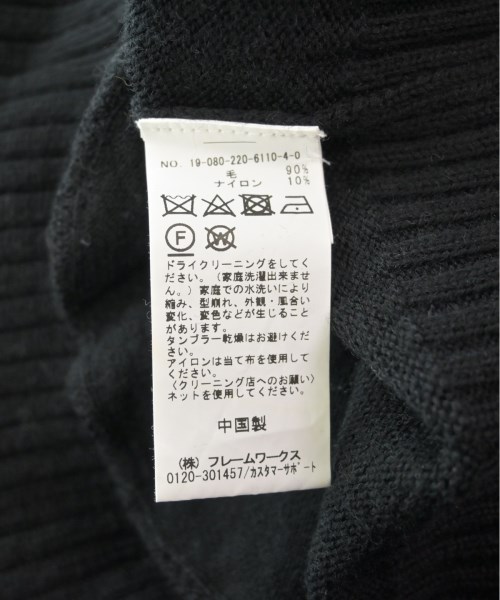 NO. 19-080-220-6110-4-0
毛 90%
ナイロン 10%
F W
ドライクリーニングをしてく
ださい。(家庭洗濯出来ませ
ん。)家庭での水洗いにより
縮み、型崩れ、外観・風合い
変化、変色などが生じること
があります。
タンブラー乾燥はお避けくだ
さい。
アイロンは当て布を使用して
ください。
〈クリーニング店へのお願い〉
ネットを使用してください。
中国製
(株) フレームワークス
0120-301457/カスタマーサポート